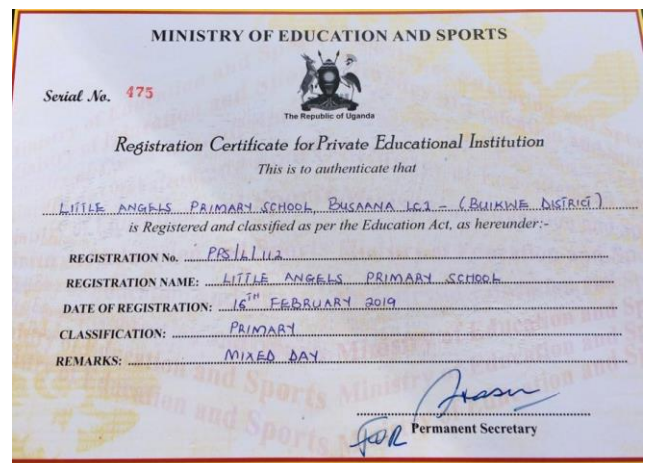 MINISTRY OF EDUCATION AND SPORTS
Serial No. 475
The Republic of Uganda
Registration Certificate for Private Educational Institution
This is to authenticate that
LITTLE ANGELS PRIMARY SCHOOL, BUSAANA LC1 - (BUIKWE DISTRICT)
is Registered and classified as per the Education Act, as hereunder:-
REGISTRATION No. PPS/L/112
REGISTRATION NAME: LITTLE ANGELS PRIMARY SCHOOL
DATE OF REGISTRATION: 16TH FEBRUARY 2019
CLASSIFICATION: PRIMARY
REMARKS: MIXED DAY
FOR Permanent Secretary